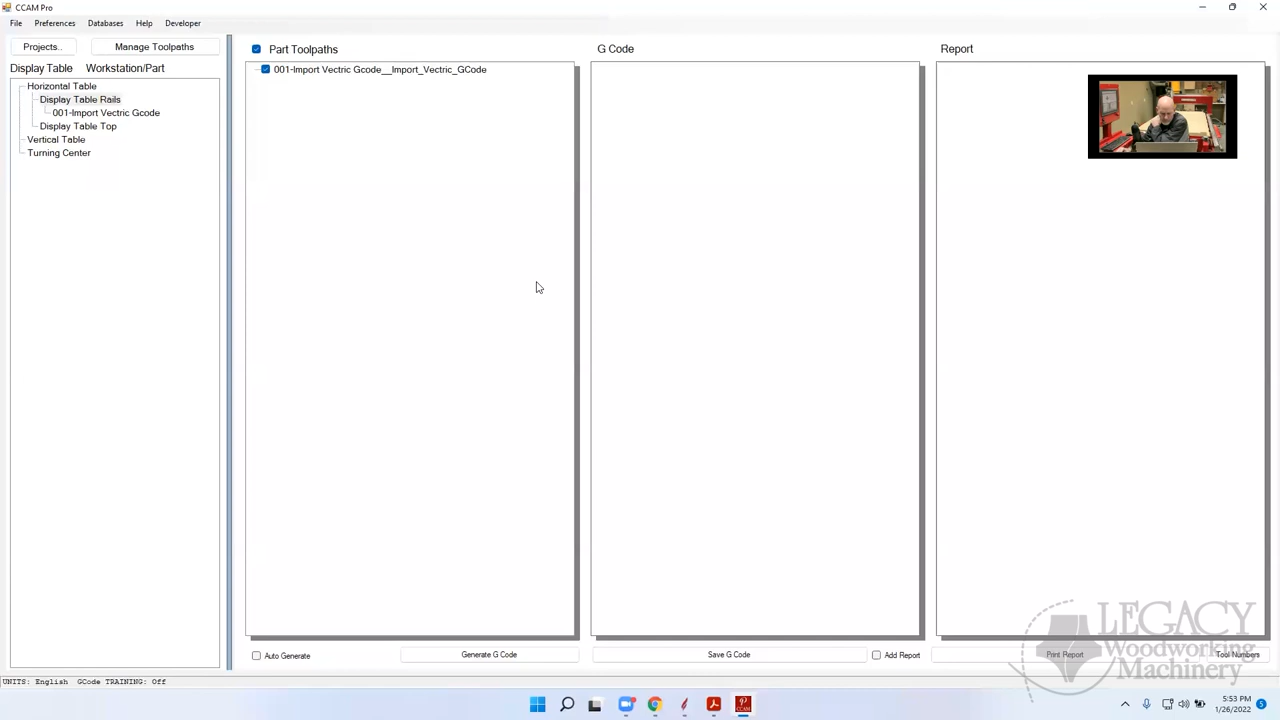 CCAM Pro
File Preferences Databases Help Developer
Projects.. Manage Toolpaths
Display Table Workstation/Part
Horizontal Table
Display Table Rails
001-Import Vectric Gcode
Display Table Top
Vertical Table
Turning Center
Part Toolpaths
001-Import Vectric Gcode__Import_Vectric_GCode
G Code
Report
Auto Generate
Generate G Code
Save G Code
Add Report
Print Report
Tool Numbers
LEGACY
Woodworking
Machinery
UNITS: English GCode TRAINING: Off
CCAM
5:53 PM
1/26/2022
5